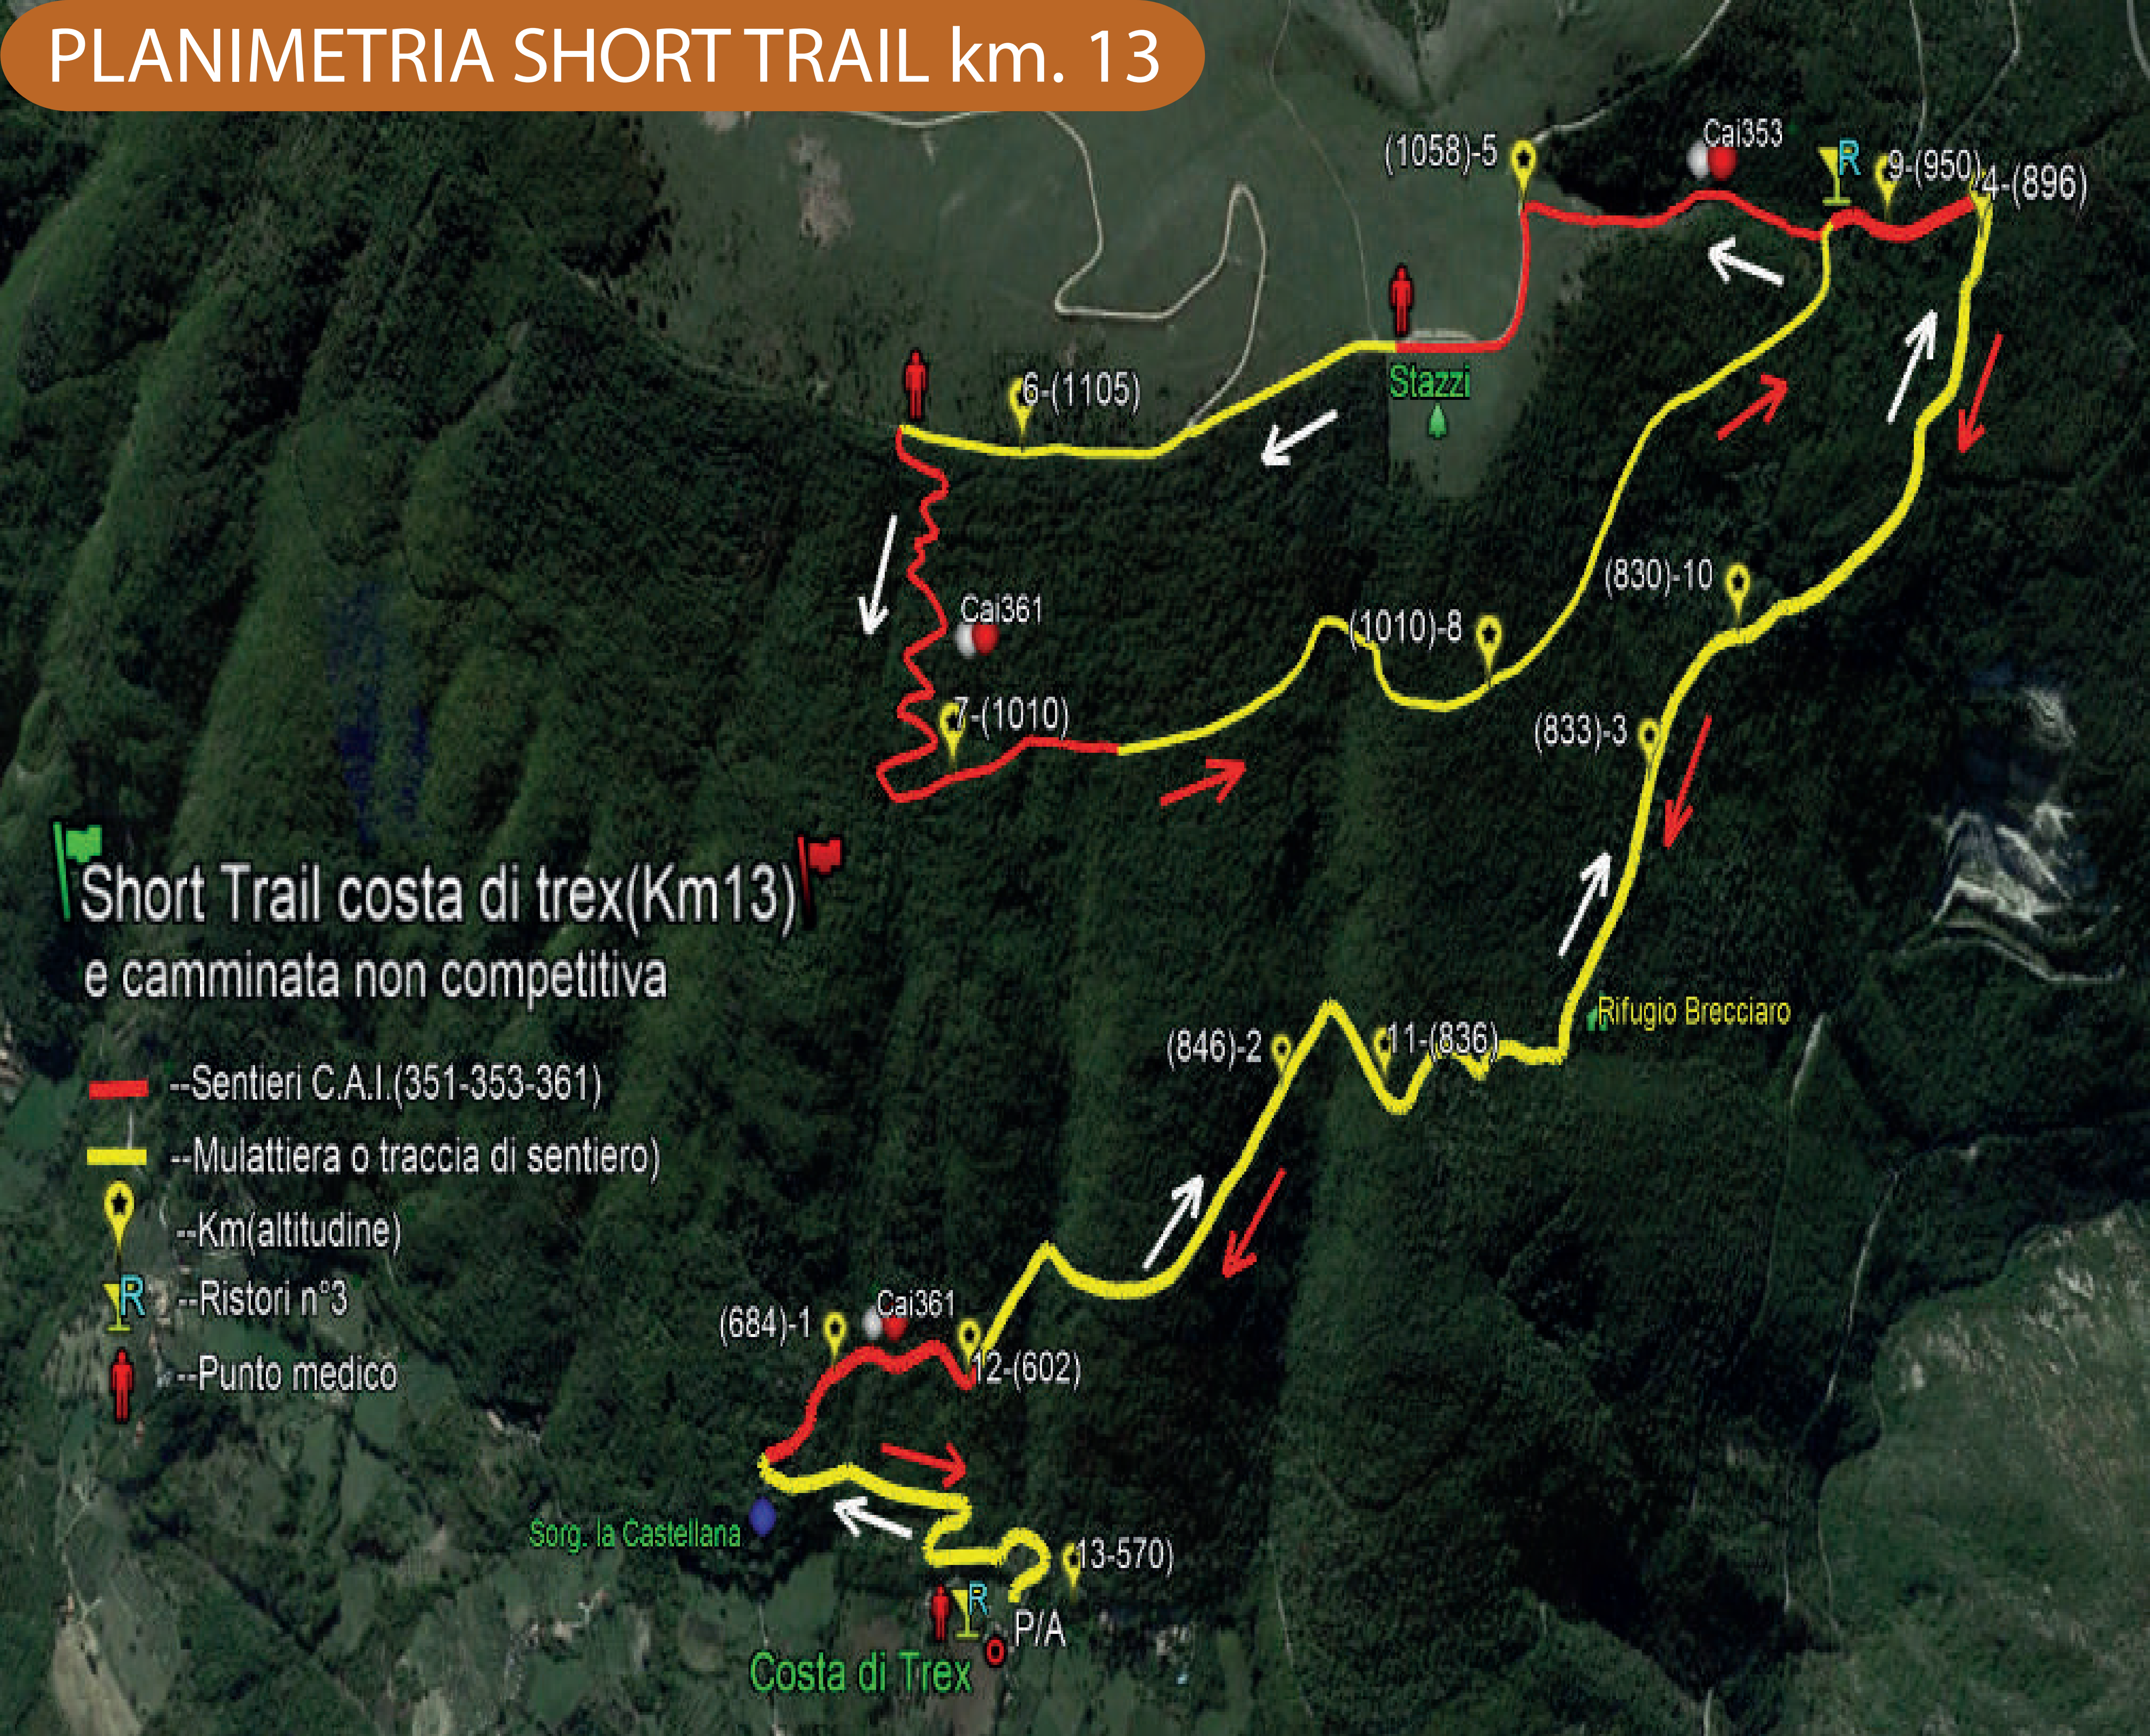 PLANIMETRIA SHORT TRAIL km. 13
Cai353
(1058)-5
R
9-(950)
4-(896)
Stazzi
6-(1105)
(830)-10
Cai361
(1010)-8
7-(1010)
(833)-3
Short Trail costa di trex(Km13)
e camminata non competitiva
Rifugio Brecciaro
(846)-2
11-(836)
--Sentieri C.A.I.(351-353-361)
--Mulattiera o traccia di sentiero)
--Km(altitudine)
R --Ristori n°3
--Punto medico
(684)-1
Cai361
12-(602)
Sorg. la Castellana
13-570)
R
P/A
Costa di Trex